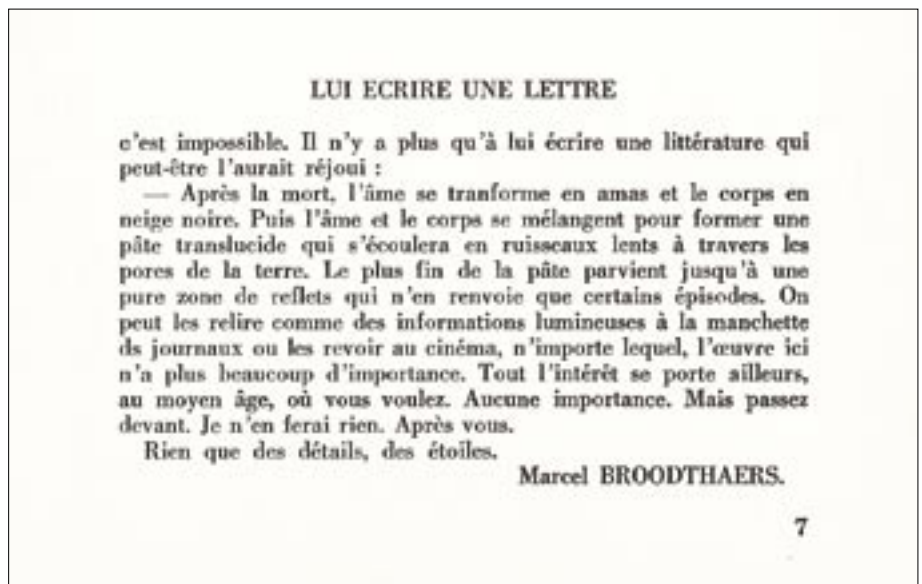 LUI ECRIRE UNE LETTRE
c'est impossible. Il n'y a plus qu'à lui écrire une littérature qui
peut-être l'aurait réjoui :
— Après la mort, l'âme se tranforme en amas et le corps en
neige noire. Puis l'âme et le corps se mélangent pour former une
pâte translucide qui s'écoulera en ruisseaux lents à travers les
pores de la terre. Le plus fin de la pâte parvient jusqu'à une
pure zone de reflets qui n'en renvoie que certains épisodes. On
peut les relire comme des informations lumineuses à la manchette
ds journaux ou les revoir au cinéma, n'importe lequel, l'œuvre ici
n'a plus beaucoup d'importance. Tout l'intérêt se porte ailleurs,
au moyen âge, où vous voulez. Aucune importance. Mais passez
devant. Je n'en ferai rien. Après vous.
Rien que des détails, des étoiles.
Marcel BROODTHAERS.
7